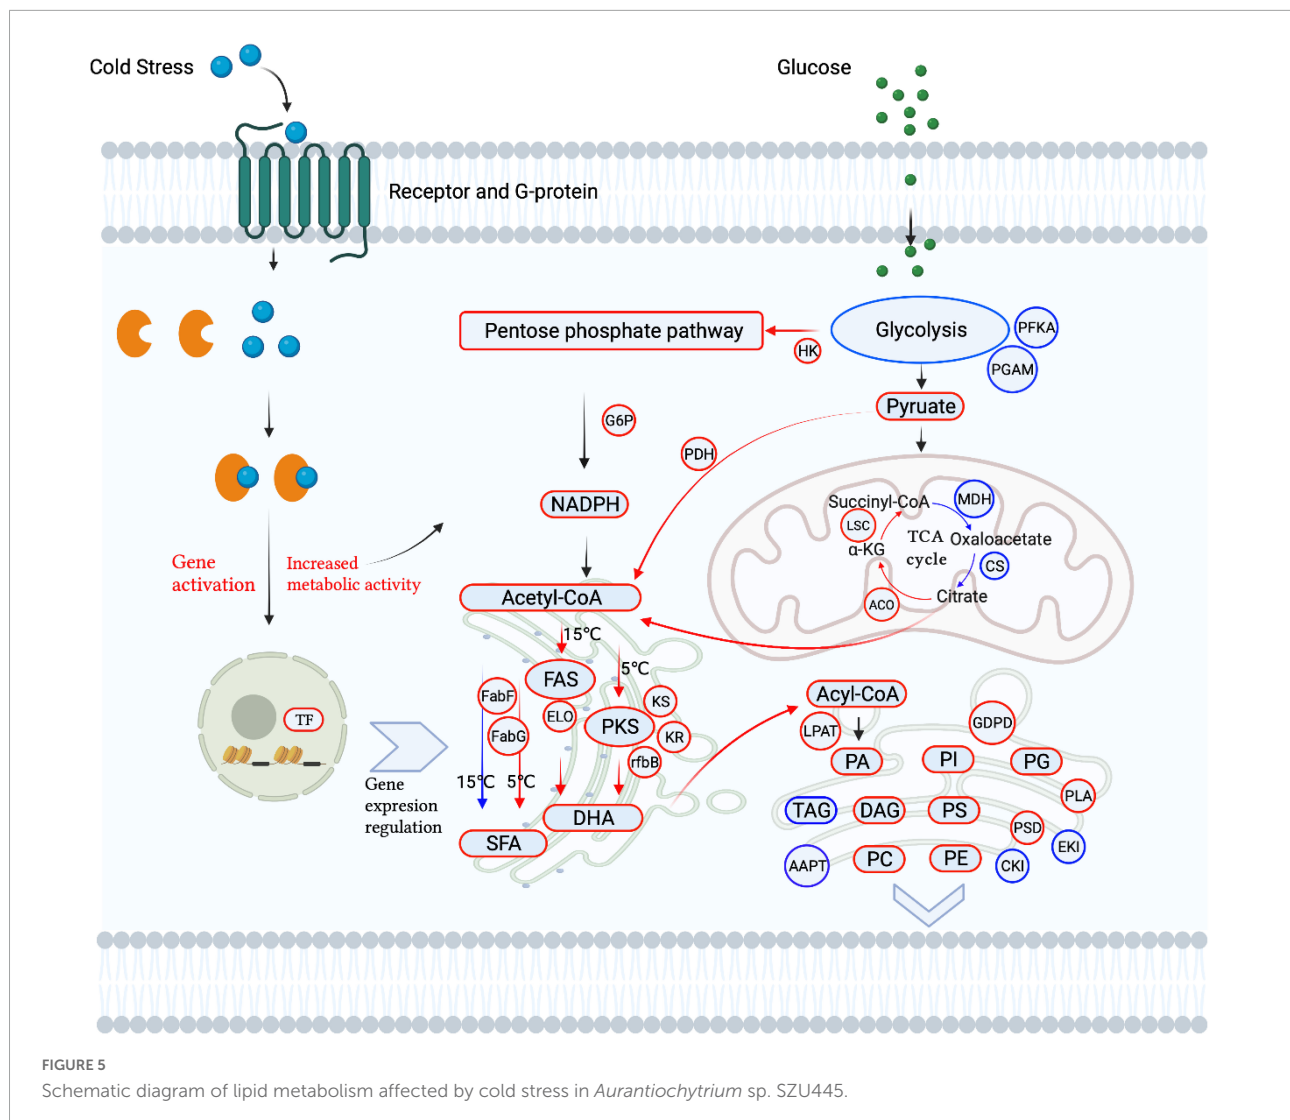 Cold Stress
Glucose
Receptor and G-protein
Pentose phosphate pathway
HK
Glycolysis
PFKA
PGAM
Pyruate
G6P
PDH
NADPH
Succinyl-CoA
MDH
LSC
TCA
cycle
Oxaloacetate
α-KG
CS
ACO
Citrate
Gene
activation
Increased
metabolic activity
Acetyl-CoA
15℃
5℃
FAS
FabF
ELO
FabG
PKS
KS
KR
rfbB
15℃
5℃
DHA
SFA
TF
Gene
expresion
regulation
Acyl-CoA
LPAT
GDPD
PA
PI
PG
PLA
TAG
DAG
PS
PSD
EKI
AAPT
PC
PE
CKI
FIGURE 5
Schematic diagram of lipid metabolism affected by cold stress in Aurantiochytrium sp. SZU445.